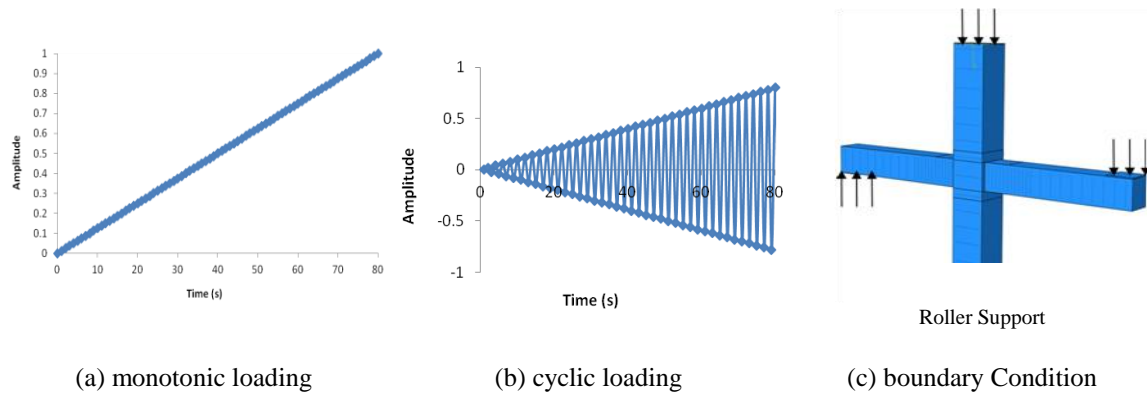 1
0.9
0.8
0.7
0.6
0.5
0.4
0.3
0.2
0.1
0
Amplitude
0 10 20 30 40 50 60 70 80
Time (s)
1
0.5
0
-0.5
-1
Amplitude
0 20 40 60 80
Time (s)
Roller Support
(a) monotonic loading (b) cyclic loading (c) boundary Condition